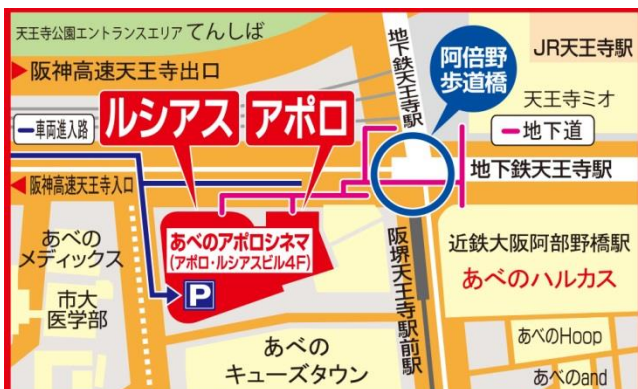 天王寺公園エントランスエリア てんしば
阪神高速天王寺出口
車両進入路
ルシアス
アポロ
地下鉄天王寺駅
阿倍野
歩道橋
JR天王寺駅
天王寺ミオ
地下道
地下鉄天王寺駅
阪神高速天王寺入口
あべの
メディックス
市大
医学部
あべのアポロシネマ
(アポロ・ルシアスビル4F)
P
あべの
キューズタウン
阪堺天王寺駅前駅
近鉄大阪阿部野橋駅
あべのハルカス
あべのHoop
あべのand